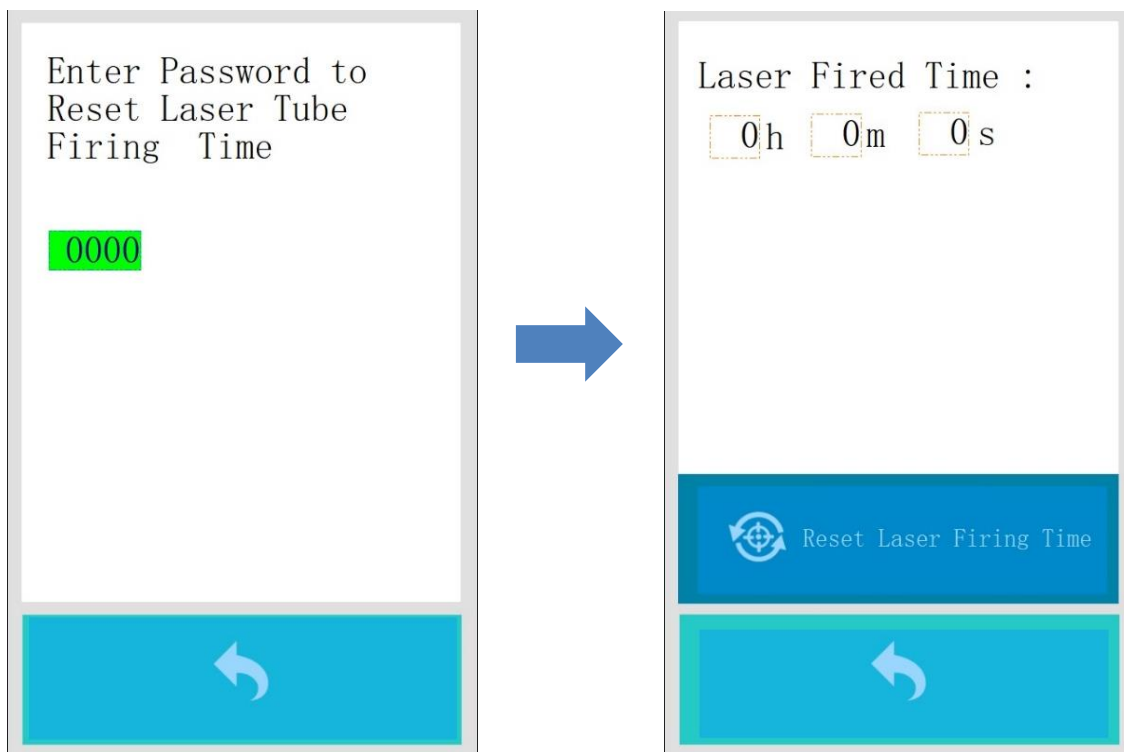 Enter Password to
Reset Laser Tube
Firing Time
0000
Laser Fired Time :
0h 0m 0s
Reset Laser Firing Time